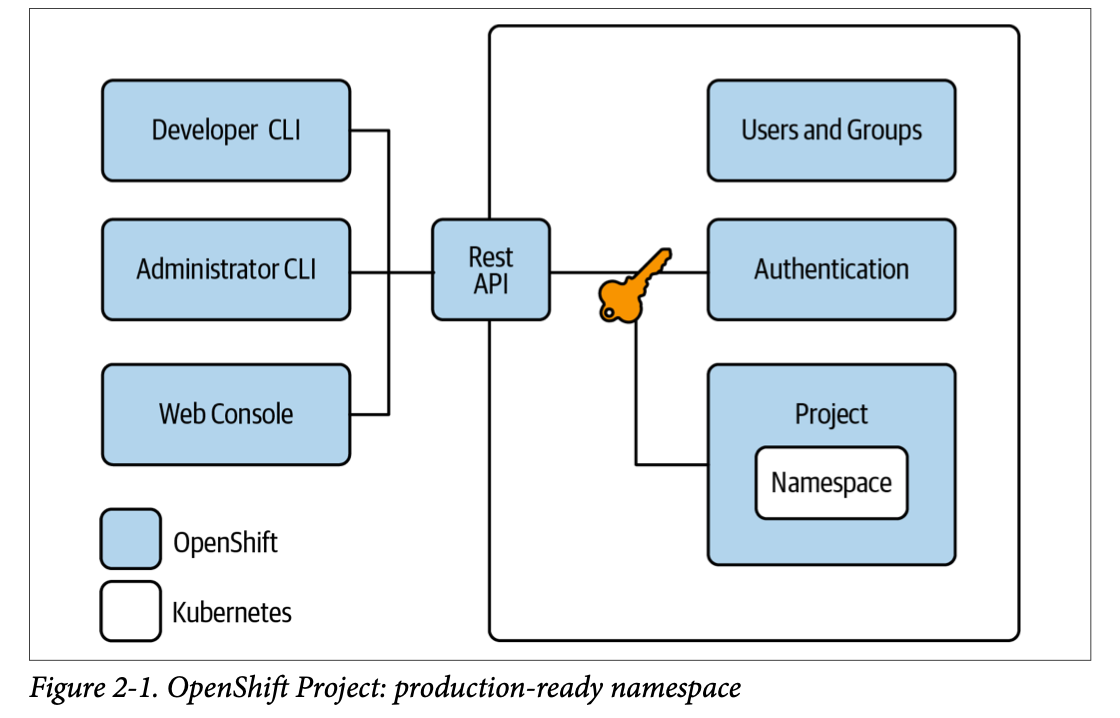 Developer CLI
Administrator CLI
Web Console
OpenShift
Kubernetes
Rest
API
Users and Groups
Authentication
Project
Namespace
Figure 2-1. OpenShift Project: production-ready namespace